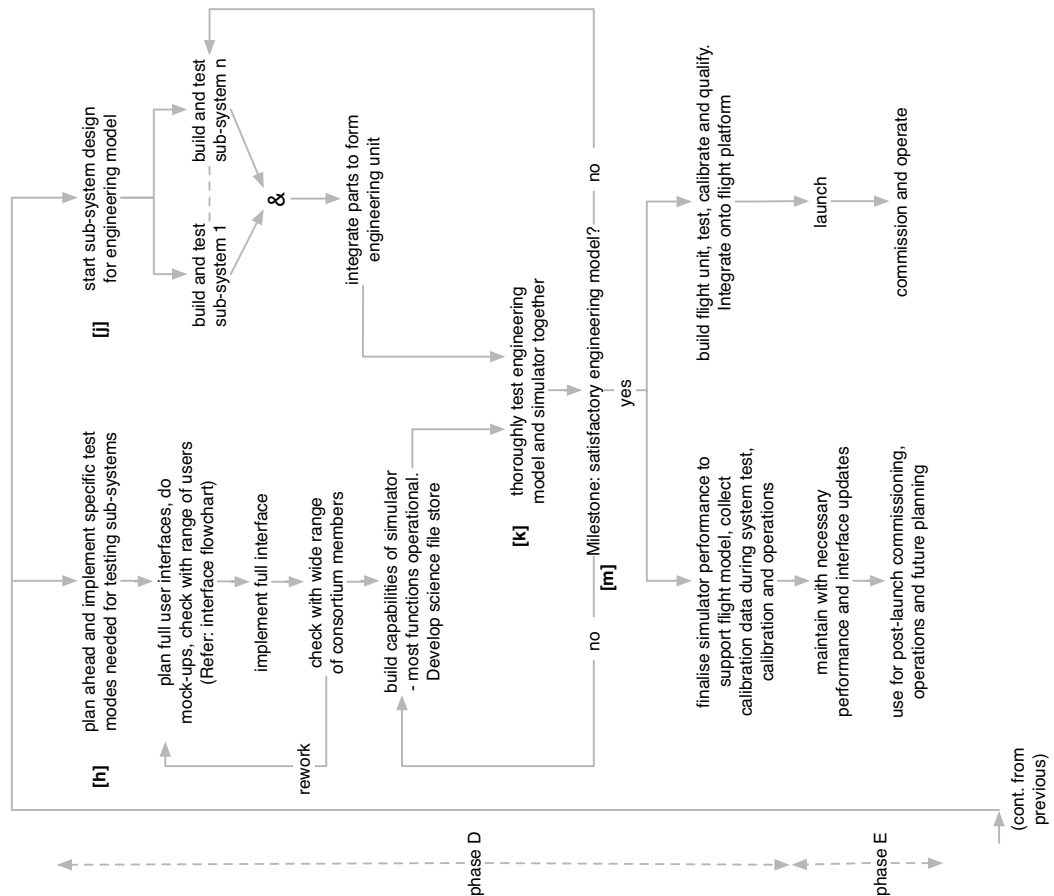 (cont. from
previous)
phase D
phase E
[h]
plan ahead and implement specific test
modes needed for testing sub-systems
plan full user interfaces, do
mock-ups, check with range of users
(Refer: interface flowchart)
implement full interface
check with wide range
of consortium members
rework
build capabilities of simulator
- most functions operational.
Develop science file store
[j]
start sub-system design
for engineering model
build and test
sub-system 1
build and test
sub-system n
&
integrate parts to form
engineering unit
[k]
thoroughly test engineering
model and simulator together
[m]
no
Milestone: satisfactory engineering model?
no
yes
finalise simulator performance to
support flight model, collect
calibration data during system test,
calibration and operations
maintain with necessary
performance and interface updates
use for post-launch commissioning,
operations and future planning
build flight unit, test, calibrate and qualify.
Integrate onto flight platform
launch
commission and operate